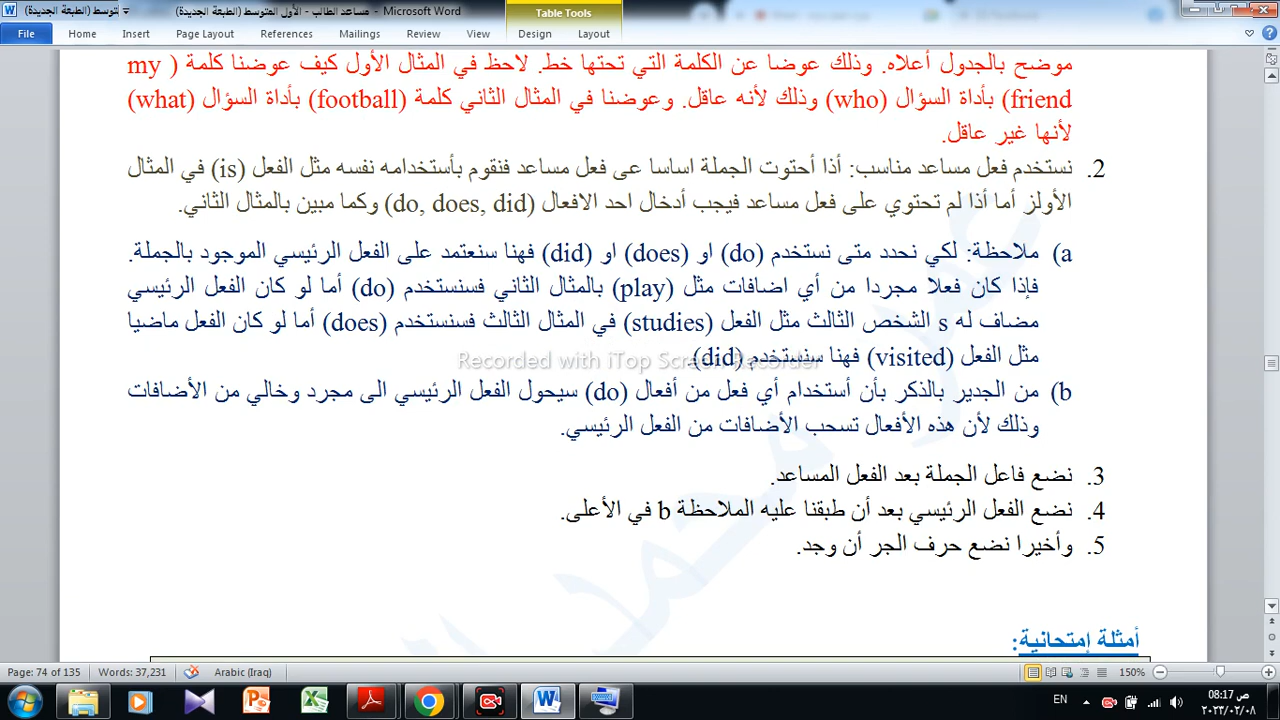 مساعد الطالب - الأول المتوسط (الطبعة الجديدة) - Microsoft Word
Table Tools
File Home Insert Page Layout References Mailings Review View Design Layout
موضح بالجدول أعلاه. وذلك عوضا عن الكلمة التي تحتها خط. لاحظ في المثال الأول كيف عوضنا كلمة (my
friend) بأداة السؤال (who) وذلك لأنه عاقل. وعوضنا في المثال الثاني كلمة (football) بأداة السؤال (what)
لأنها غير عاقل.
2. نستخدم فعل مساعد مناسب: أذا أحتوت الجملة اساسا عى فعل مساعد فنقوم بأستخدامه نفسه مثل الفعل (is) في المثال
الأولز أما أذا لم تحتوي على فعل مساعد فيجب أدخال احد الافعال (do, does, did) وكما مبين بالمثال الثاني.
a) ملاحظة: لكي نحدد متى نستخدم (do) او (does) او (did) فهنا سنعتمد على الفعل الرئيسي الموجود بالجملة.
فإذا كان فعلا مجردا من أي اضافات مثل (play) بالمثال الثاني فسنستخدم (do) أما لو كان الفعل الرئيسي
مضاف له s الشخص الثالث مثل الفعل (studies) في المثال الثالث فسنستخدم (does) أما لو كان الفعل ماضيا
مثل الفعل (visited) فهنا سنستخدم (did).
Recorded with iTop Screen Recorder
b) من الجدير بالذكر بأن أستخدام أي فعل من أفعال (do) سيحول الفعل الرئيسي الى مجرد وخالي من الأضافات
وذلك لأن هذه الأفعال تسحب الأضافات من الفعل الرئيسي.
3. نضع فاعل الجملة بعد الفعل المساعد.
4. نضع الفعل الرئيسي بعد أن طبقنا عليه الملاحظة b في الأعلى.
5. وأخيرا نضع حرف الجر أن وجد.
أمثلة إمتحانية:
Page: 74 of 135 Words: 37,231 Arabic (Iraq) 150%
EN 08:17 ص
٢٠٢٣/٠٢/٠٨